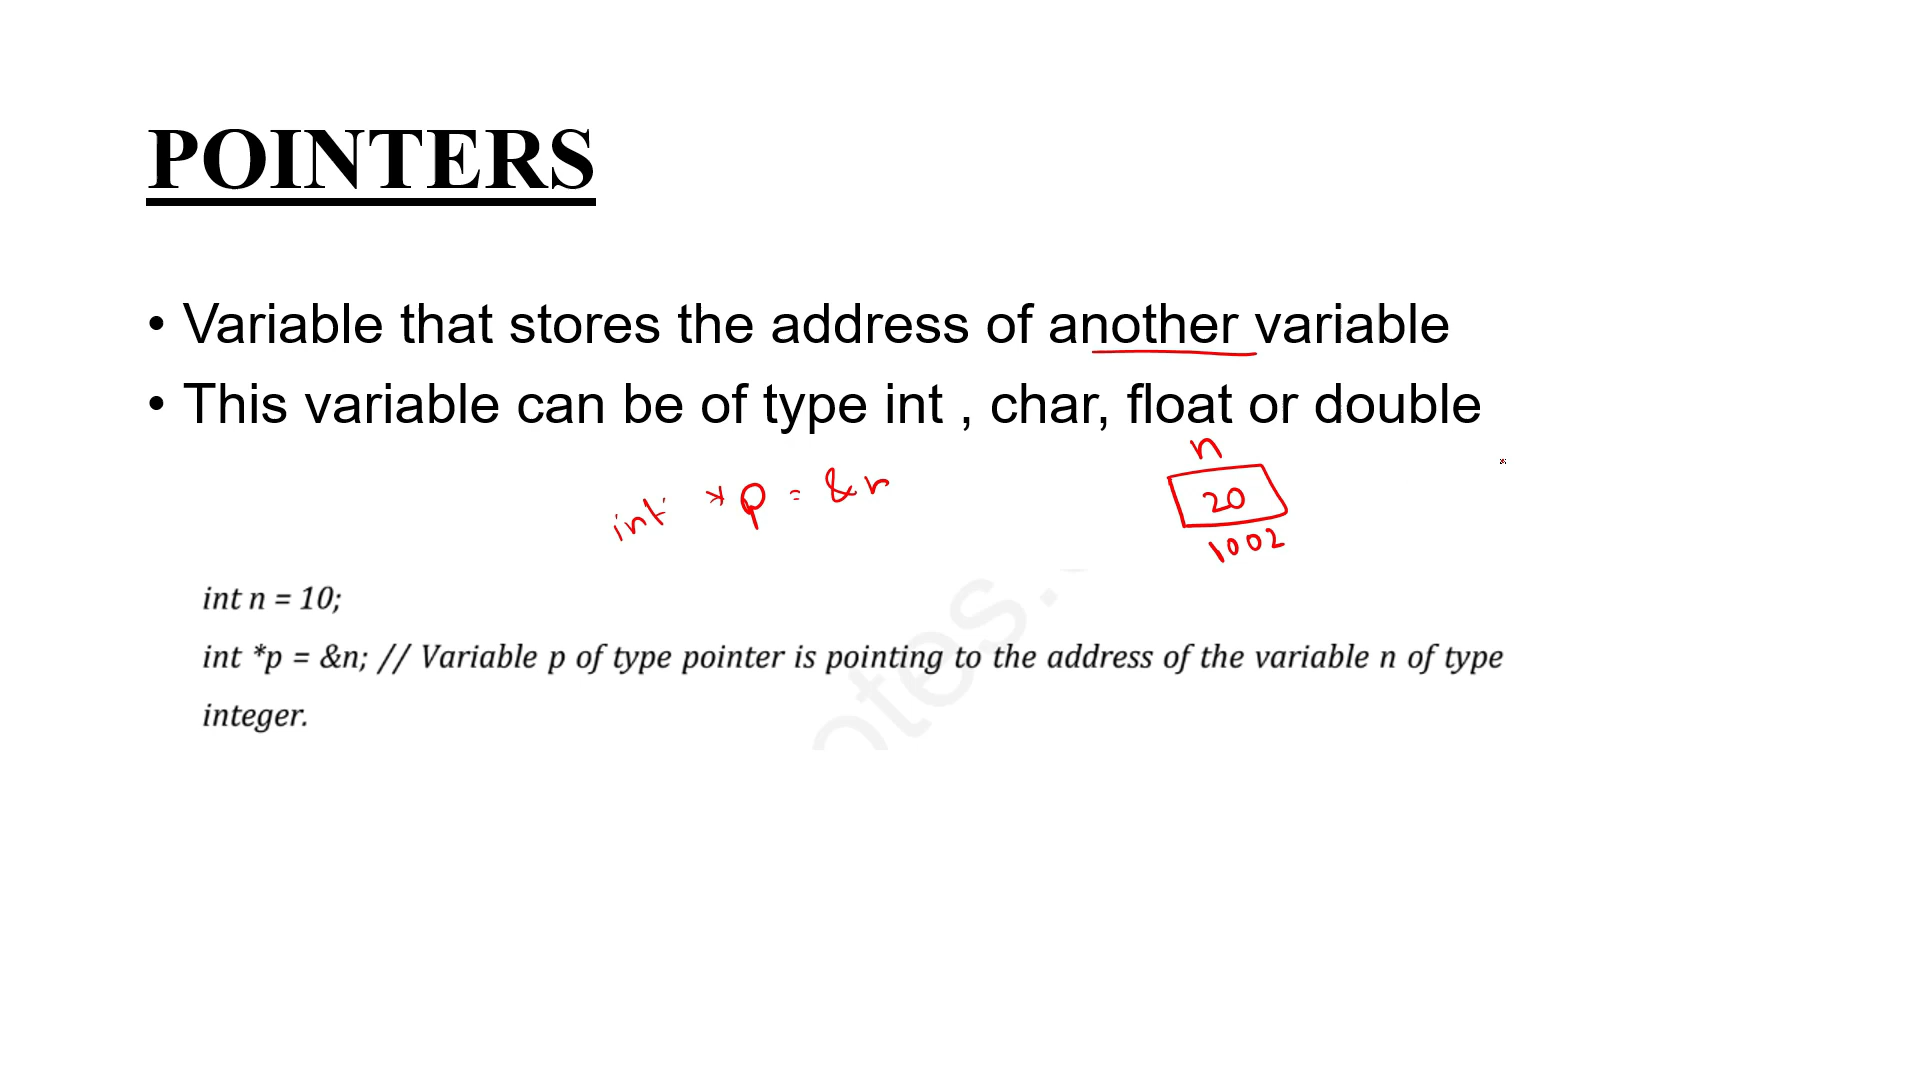 POINTERS
• Variable that stores the address of another variable
• This variable can be of type int , char, float or double
n
int *p = &n
20
1002
int n = 10;
int *p = &n; // Variable p of type pointer is pointing to the address of the variable n of type
integer.
otes.